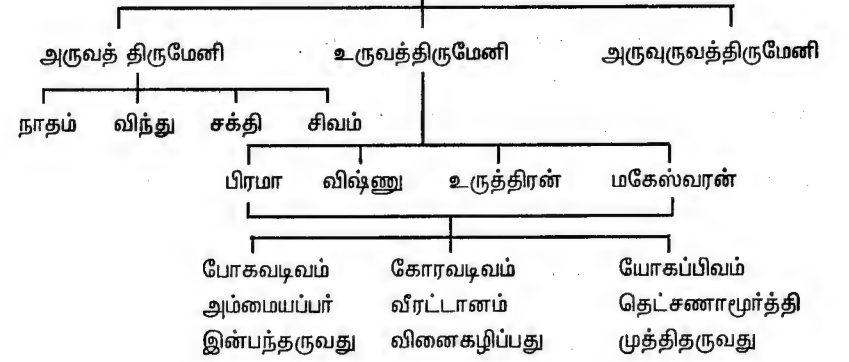 அருவத் திருமேனி உருவத்திருமேனி அருவுருவத்திருமேனி
நாதம் விந்து சக்தி சிவம்
பிரமா விஷ்ணு உருத்திரன் மகேஸ்வரன்
போகவடிவம் கோரவடிவம் யோகப்பிவம்
அம்மையப்பர் வீரட்டானம் தெட்சணாமூர்த்தி
இன்பந்தருவது வினைகழிப்பது முத்திதருவது